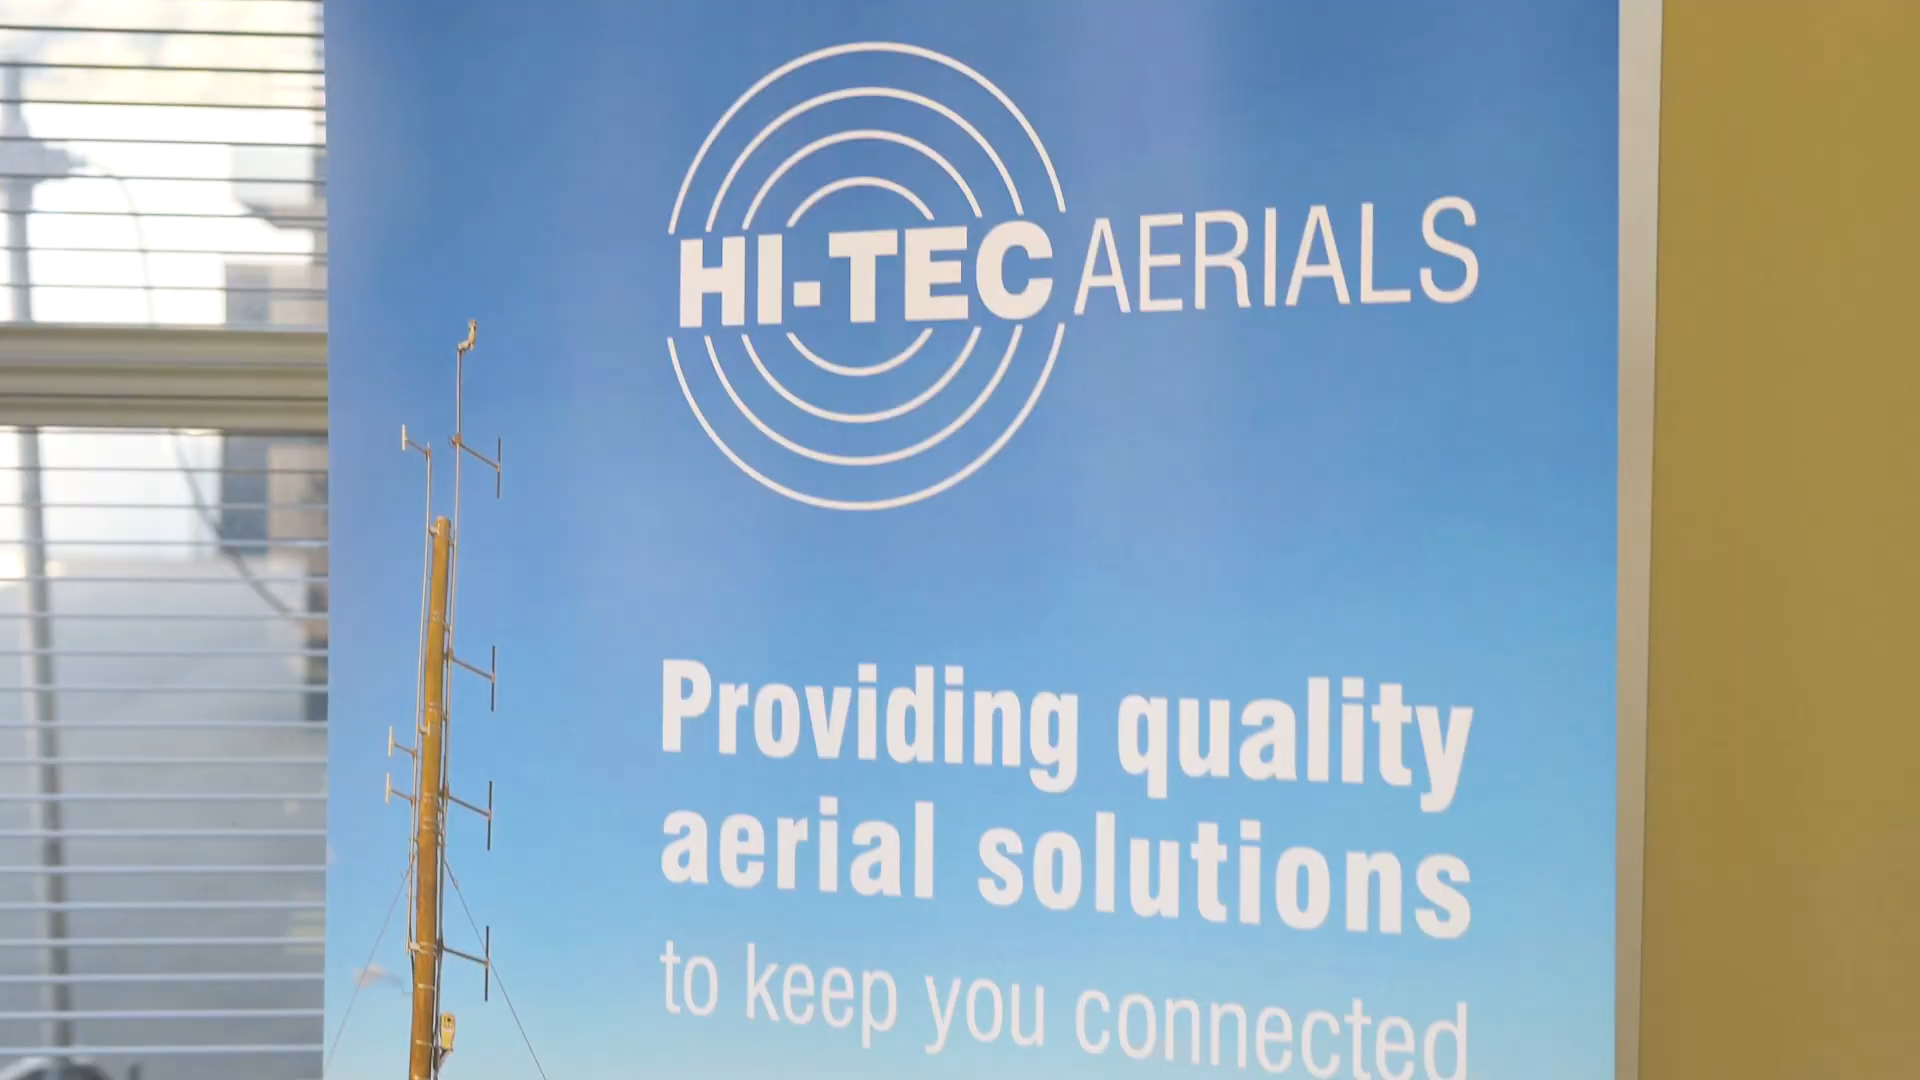 HI-TEC AERIALS
Providing quality
aerial solutions
to keep you connected